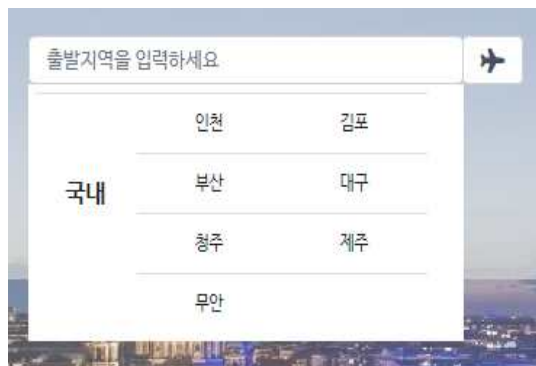 출발지역을 입력하세요
인천 김포
국내
부산 대구
청주 제주
무안